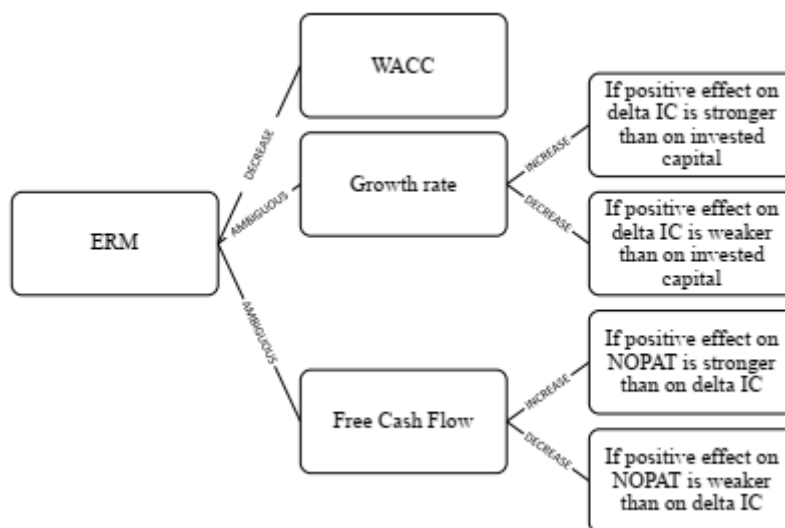 WACC
DECREASE
If positive effect on
delta IC is stronger
than on invested
capital
INCREASE
Growth rate
AMBIGUOUS
DECREASE
If positive effect on
delta IC is weaker
than on invested
capital
ERM
AMBIGUOUS
If positive effect on
NOPAT is stronger
than on delta IC
INCREASE
Free Cash Flow
DECREASE
If positive effect on
NOPAT is weaker
than on delta IC